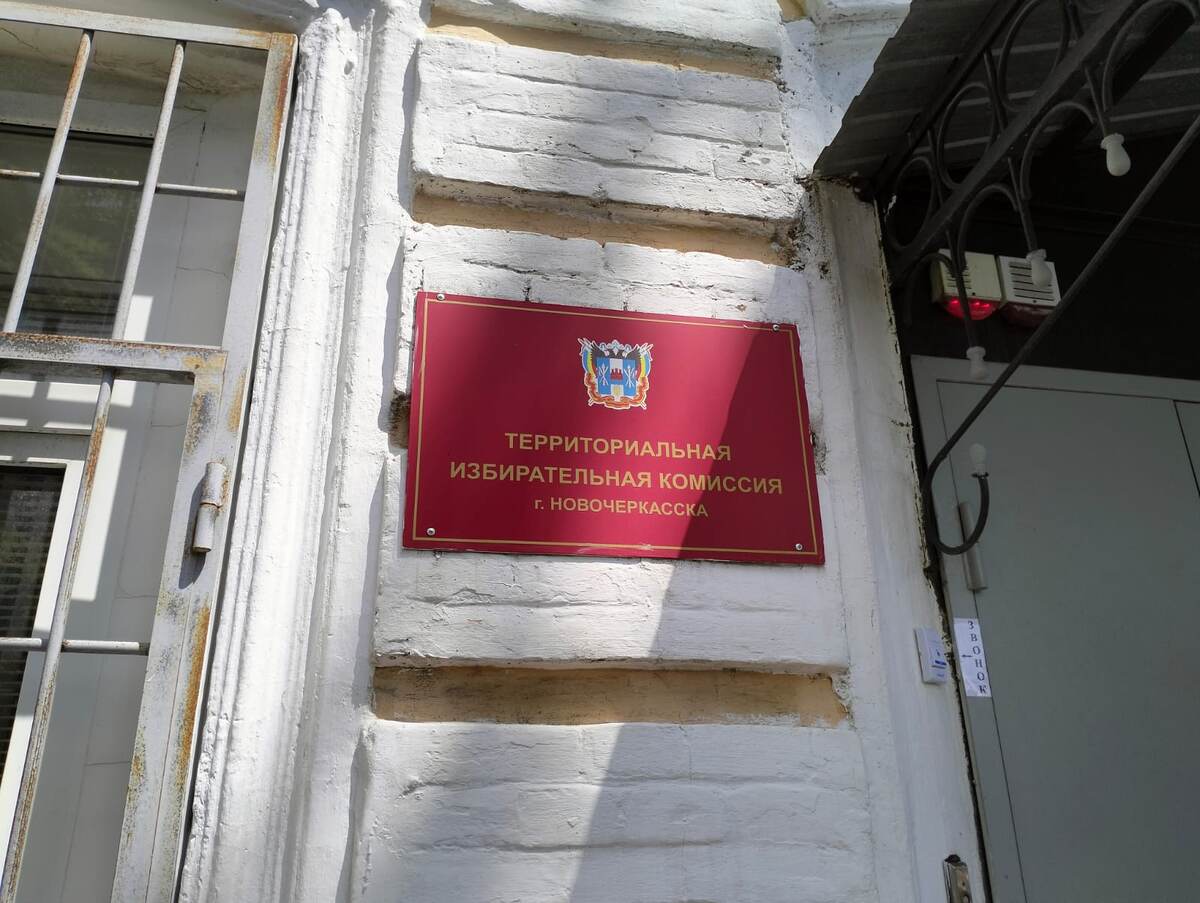 ТЕРРИТОРИАЛЬНАЯ
ИЗБИРАТЕЛЬНАЯ КОМИССИЯ
г. НОВОЧЕРКАССКА
ЗВОНОК